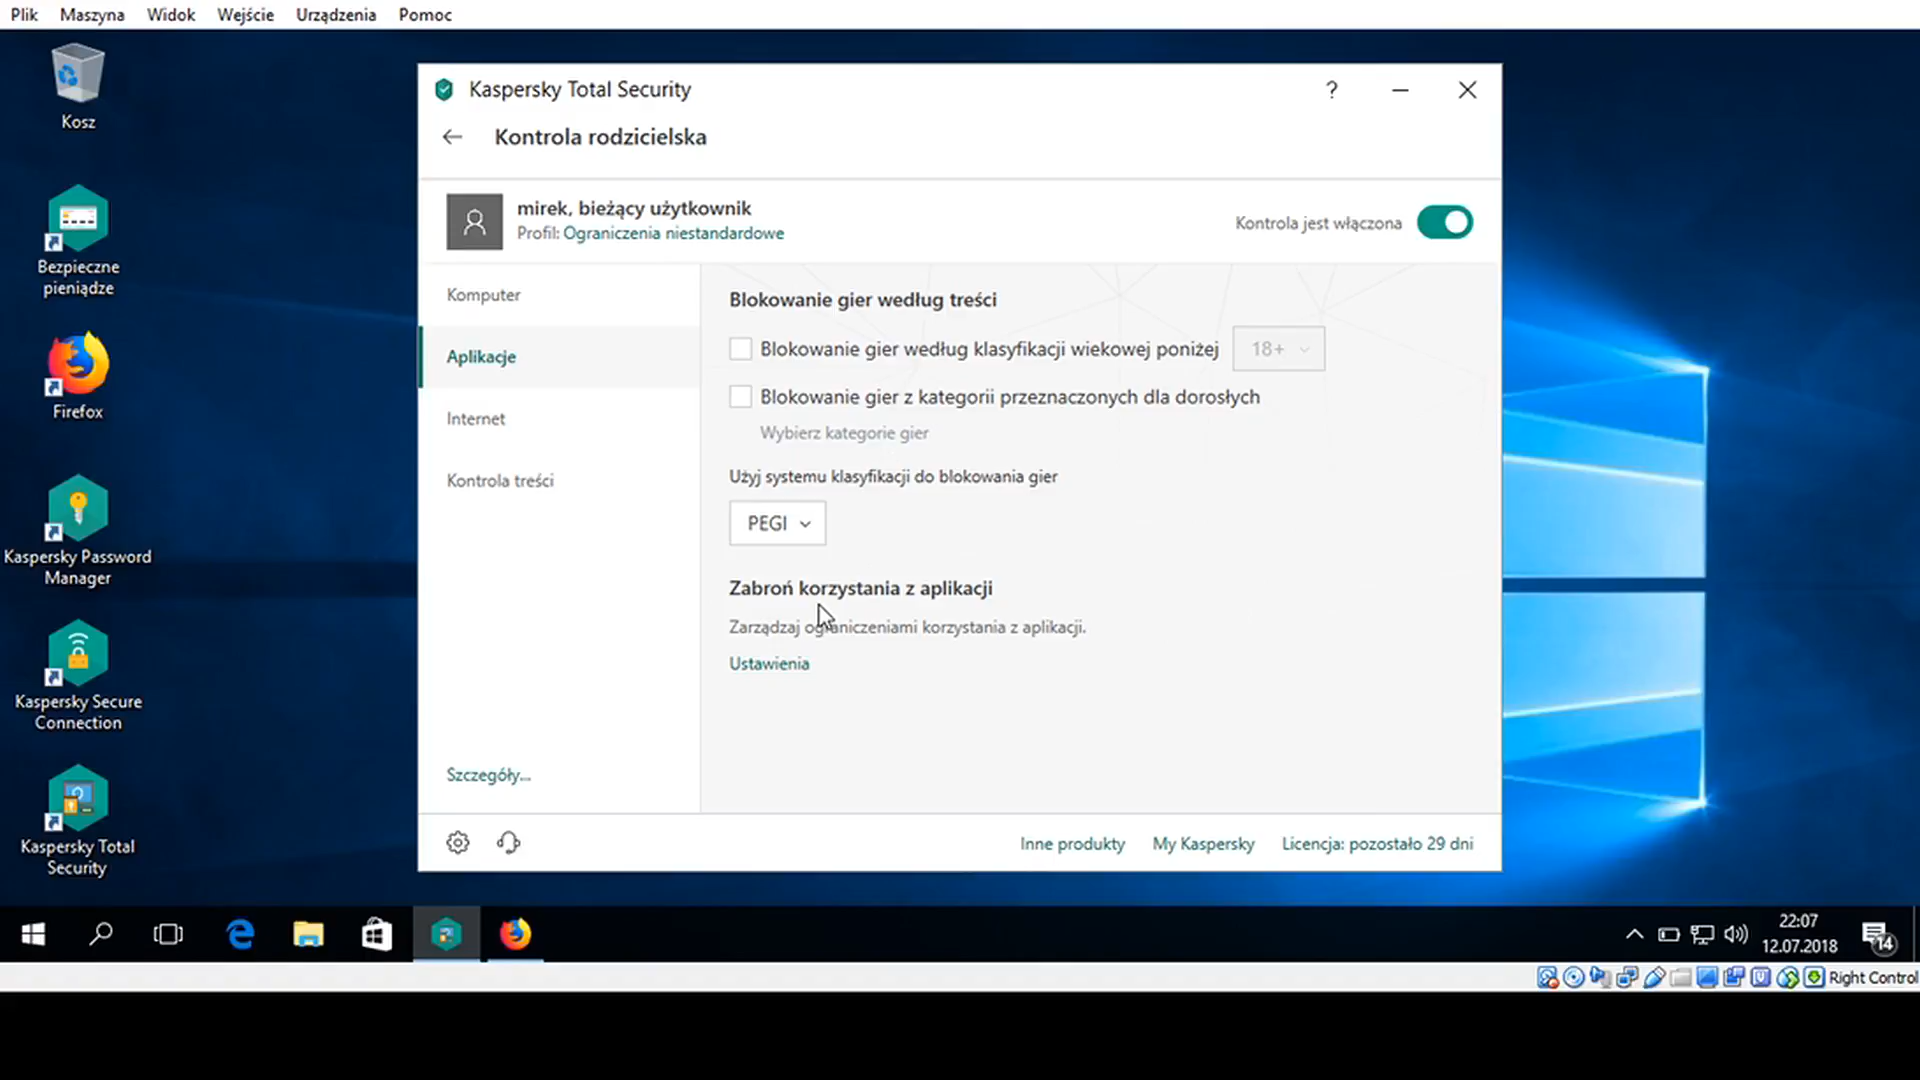 Plik Maszyna Widok Wejście Urządzenia Pomoc
Kosz
Bezpieczne
pieniądze
Firefox
Kaspersky Password
Manager
Kaspersky Secure
Connection
Kaspersky Total
Security
Kaspersky Total Security
?
Kontrola rodzicielska
mirek, bieżący użytkownik
Profil: Ograniczenia niestandardowe
Kontrola jest włączona
Komputer
Aplikacje
Internet
Kontrola treści
Szczegóły...
Blokowanie gier według treści
Blokowanie gier według klasyfikacji wiekowej poniżej 18+
Blokowanie gier z kategorii przeznaczonych dla dorosłych
Wybierz kategorie gier
Użyj systemu klasyfikacji do blokowania gier
PEGI
Zabroń korzystania z aplikacji
Zarządzaj ograniczeniami korzystania z aplikacji.
Ustawienia
Inne produkty My Kaspersky Licencja: pozostało 29 dni
22:07
12.07.2018
14
Right Control